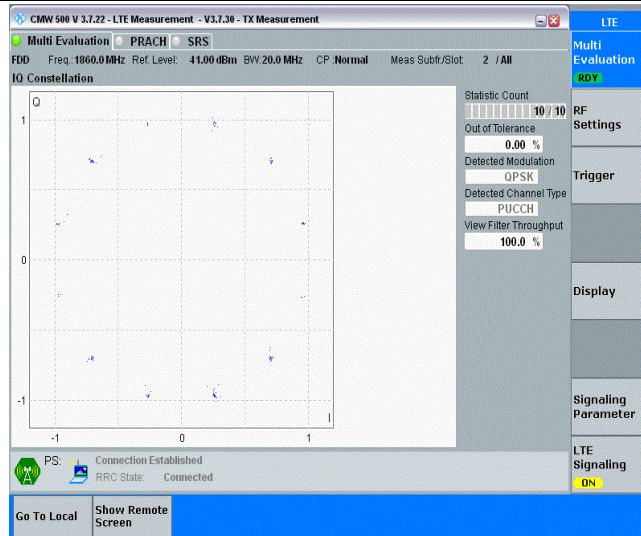 CMW 500 V 3.7.22 - LTE Measurement - V3.7.30 - TX Measurement
LTE
Multi Evaluation PRACH SRS
Multi
Evaluation
RDY
FDD Freq.:1860.0 MHz Ref. Level: 41.00 dBm BW:20.0 MHz CP :Normal Meas Subfr./Slot: 2 / All
IQ Constellation
Q
1
0
-1
-1 0 1
I
Statistic Count
10 / 10
Out of Tolerance
0.00 %
Detected Modulation
QPSK
Detected Channel Type
PUCCH
View Filter Throughput
100.0 %
RF
Settings
Trigger
Display
Signaling
Parameter
LTE
Signaling
ON
PS: Connection Established
RRC State: Connected
Go To Local
Show Remote
Screen